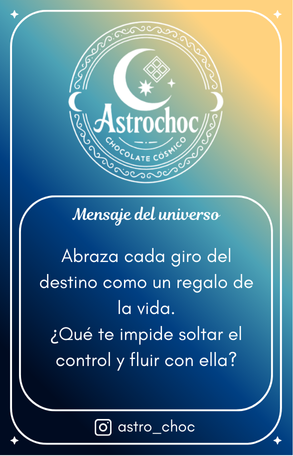 Astrochoc
CHOCOLATE CÓSMICO
Mensaje del universo
Abraza cada giro del
destino como un regalo de
la vida.
¿Qué te impide soltar el
control y fluir con ella?
astro_choc